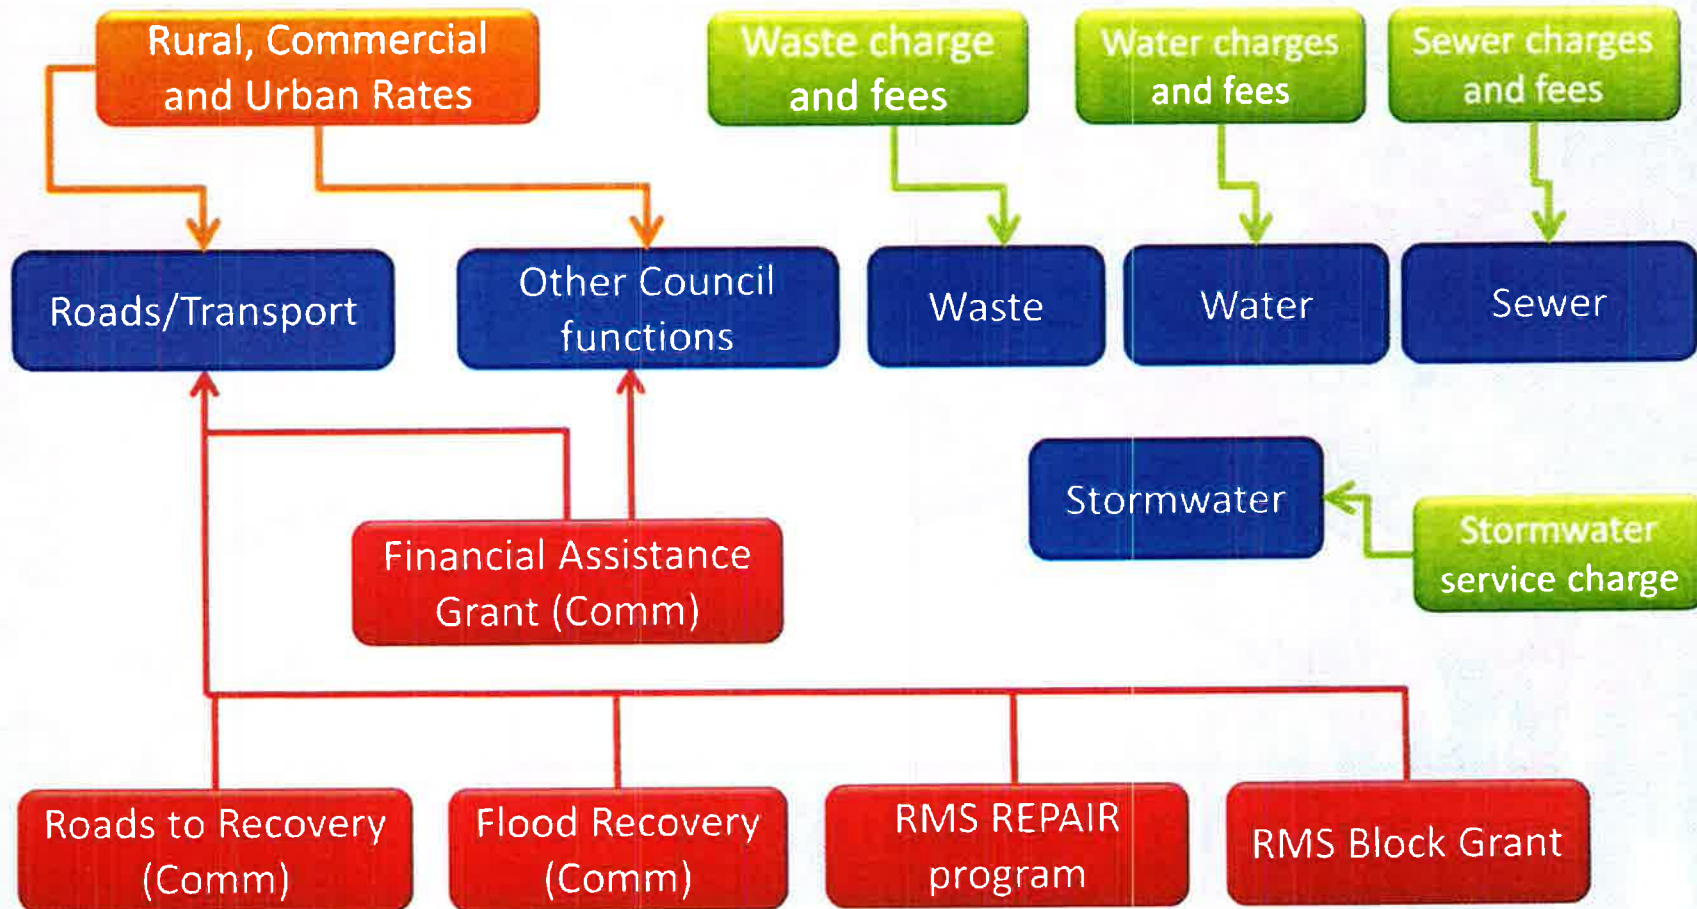 Rural, Commercial
and Urban Rates
Waste charge
and fees
Water charges
and fees
Sewer charges
and fees
Roads/Transport
Other Council
functions
Waste
Water
Sewer
Stormwater
Stormwater
service charge
Financial Assistance
Grant (Comm)
Roads to Recovery
(Comm)
Flood Recovery
(Comm)
RMS REPAIR
program
RMS Block Grant